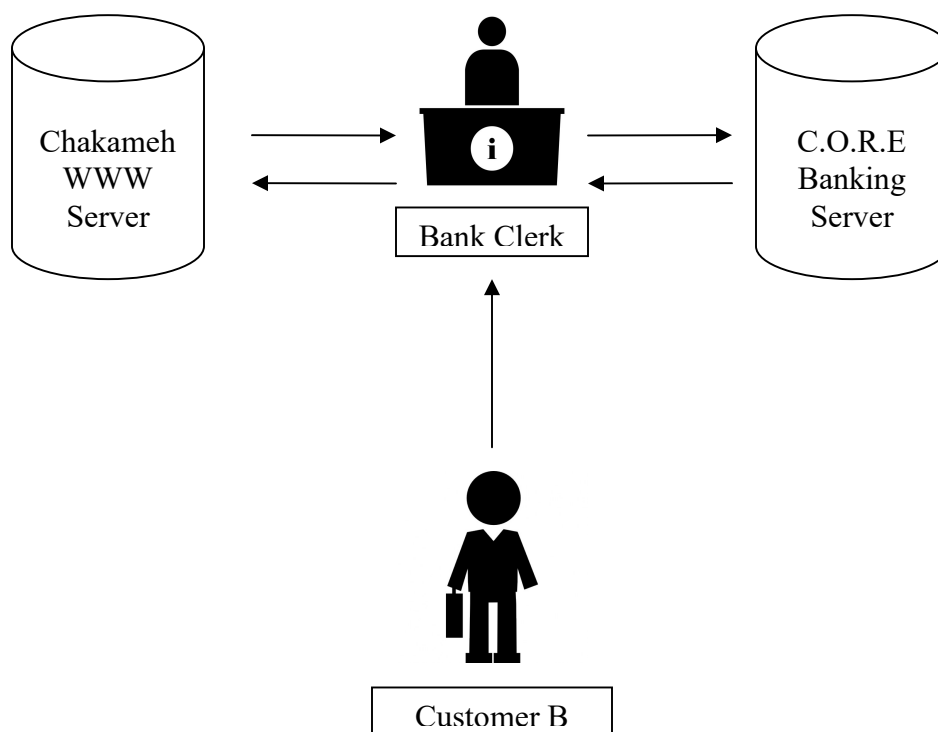 Chakameh
WWW
Server
i
Bank Clerk
C.O.R.E
Banking
Server
Customer B